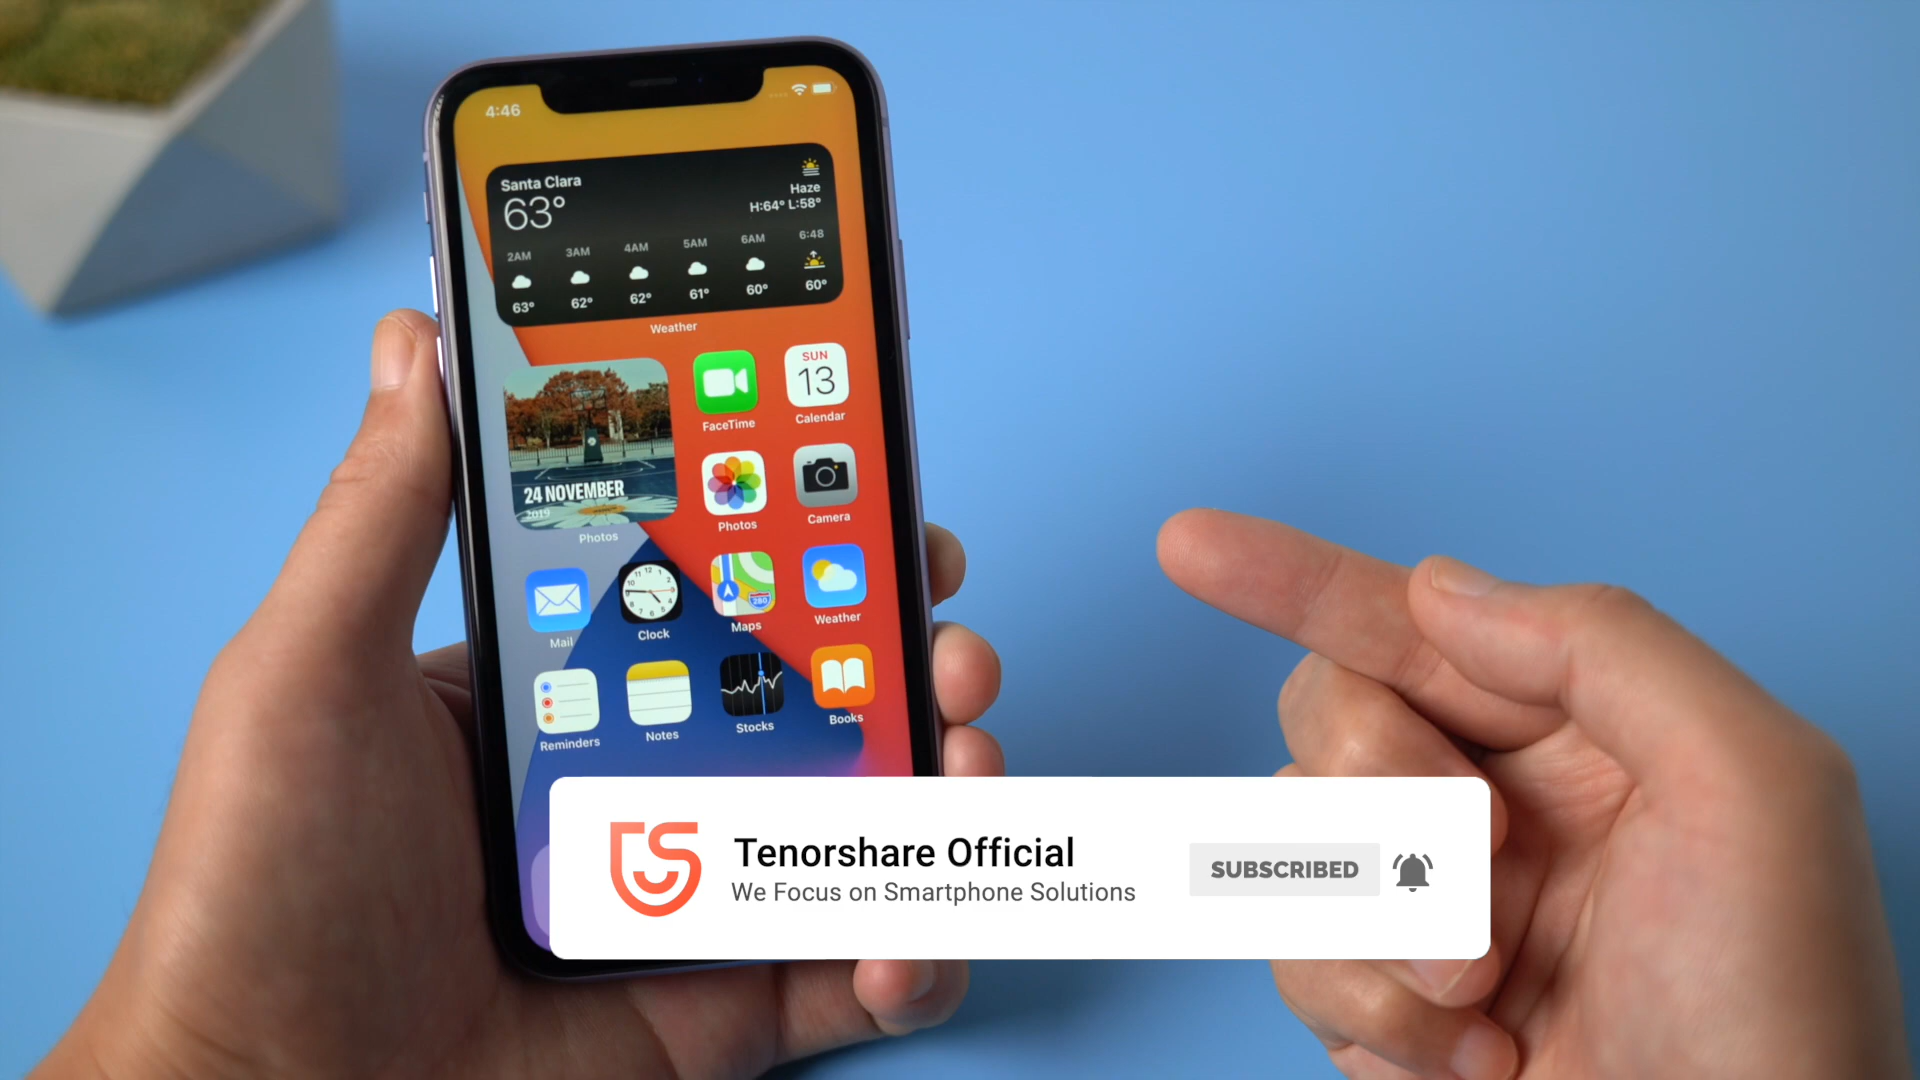 4:46
Santa Clara
63°
Haze
H:64° L:58°
2AM 3AM 4AM 5AM 6AM 6:48
63° 62° 62° 61° 60° 60°
Weather
24 NOVEMBER
2019
Photos
FaceTime
SUN
13
Calendar
Photos
Camera
Mail
Clock
280
Maps
Weather
Reminders
Notes
Stocks
Books
Tenorshare Official
We Focus on Smartphone Solutions
SUBSCRIBED